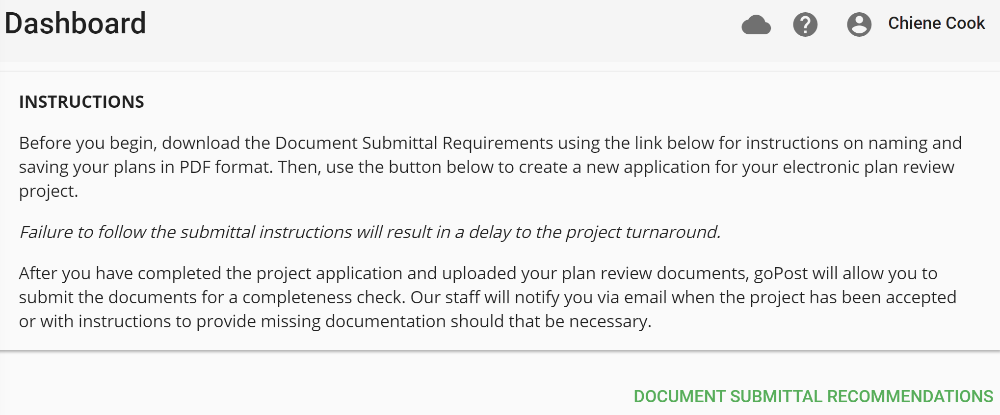 Dashboard
Chiene Cook
INSTRUCTIONS
Before you begin, download the Document Submittal Requirements using the link below for instructions on naming and
saving your plans in PDF format. Then, use the button below to create a new application for your electronic plan review
project.
Failure to follow the submittal instructions will result in a delay to the project turnaround.
After you have completed the project application and uploaded your plan review documents, goPost will allow you to
submit the documents for a completeness check. Our staff will notify you via email when the project has been accepted
or with instructions to provide missing documentation should that be necessary.
DOCUMENT SUBMITTAL RECOMMENDATIONS